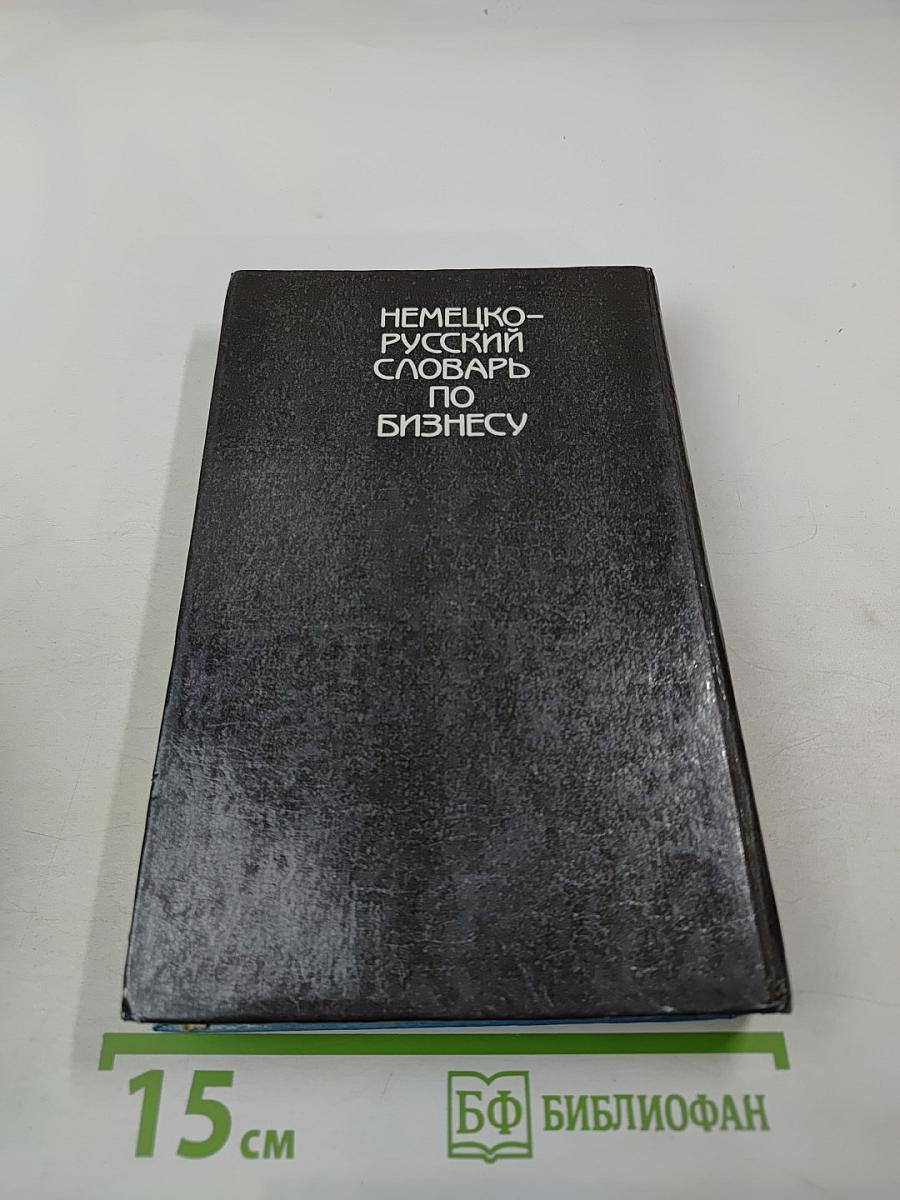 НЕМЕЦКО-
РУССКИЙ
СЛОВАРЬ
ПО
БИЗНЕСУ
15 см
БФ БИБЛИОФАН